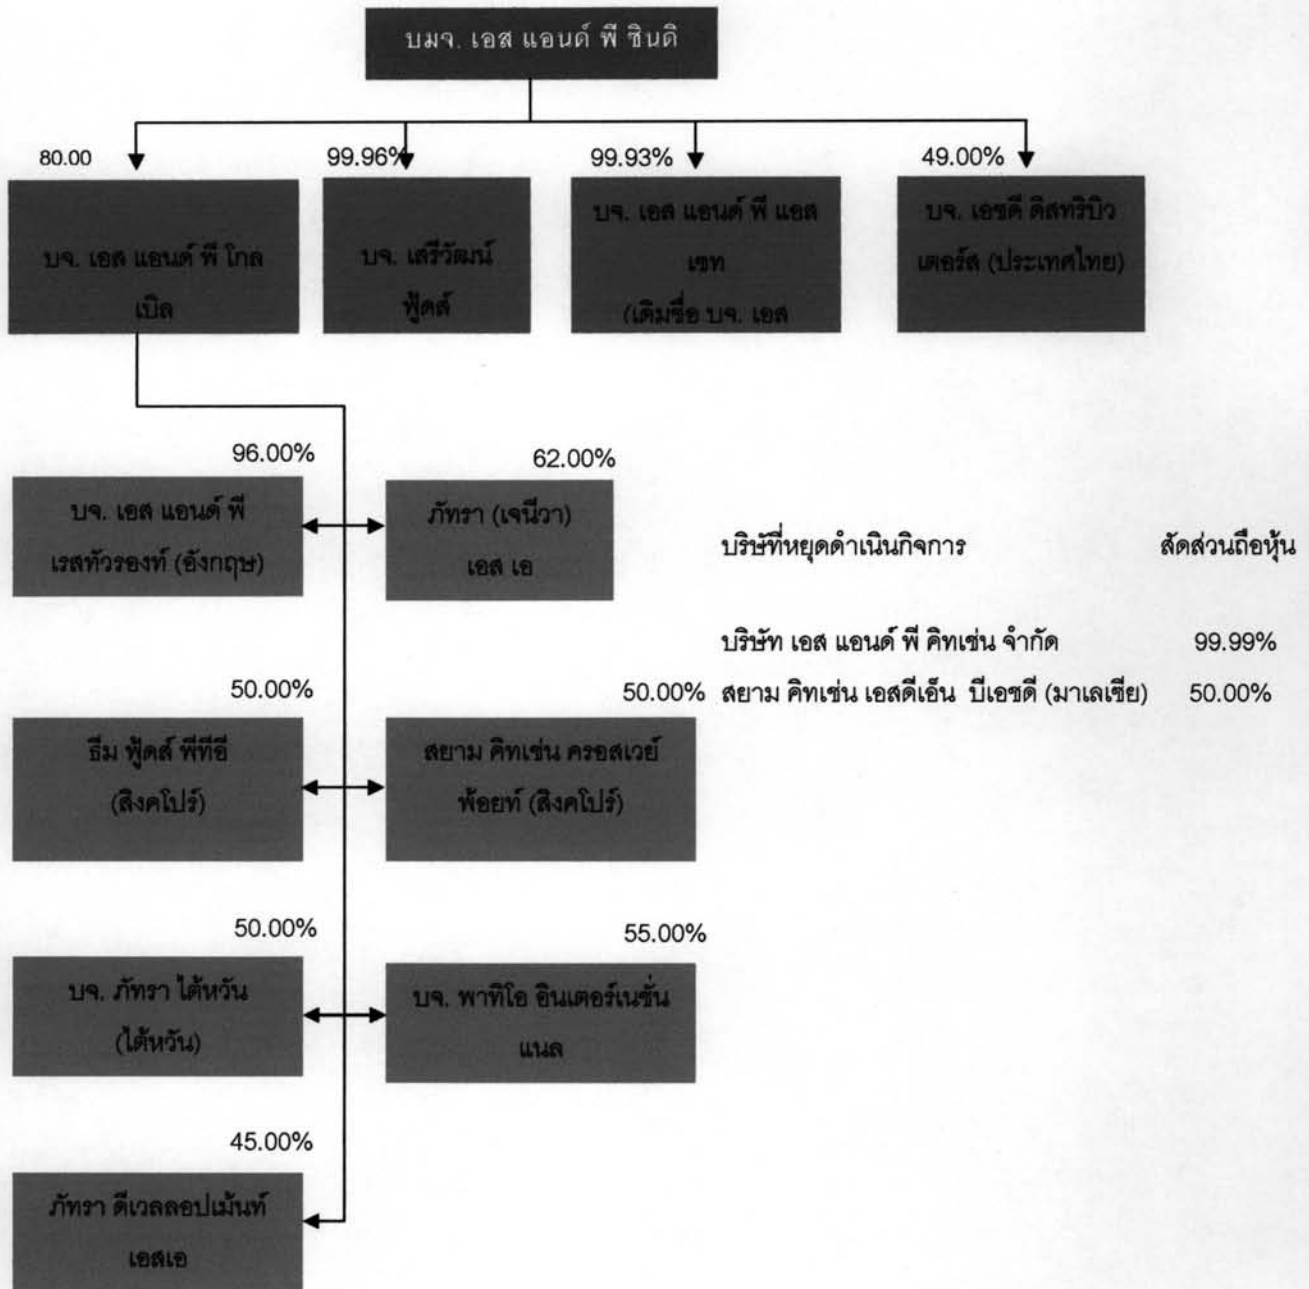 บมจ. เอส แอนด์ พี ซินดิ
80.00
99.96%
99.93%
49.00%
บจ. เอส แอนด์ พี โกล
เบิล
บจ. เสรีวัฒน์
ฟู้ดส์
บจ. เอส แอนด์ พี แอส
เซท
(เดิมชื่อ บจ. เอส
บจ. เอชดี ดิสทริบิว
เตอร์ส (ประเทศไทย)
96.00%
62.00%
บจ. เอส แอนด์ พี
เรสทัวรองท์ (อังกฤษ)
ภัทรา (เจนีวา)
เอส เอ
บริษัที่หยุดดำเนินกิจการ สัดส่วนถือหุ้น
บริษัท เอส แอนด์ พี คิทเช่น จำกัด 99.99%
สยาม คิทเช่น เอสดีเอ็น บีเอชดี (มาเลเซีย) 50.00%
50.00%
50.00%
ธีม ฟู้ดส์ พีทีอี
(สิงคโปร์)
สยาม คิทเช่น ครอสเวย์
พ้อยท์ (สิงคโปร์)
50.00%
55.00%
บจ. ภัทรา ไต้หวัน
(ไต้หวัน)
บจ. พาทิโอ อินเตอร์เนชั่น
แนล
45.00%
ภัทรา ดีเวลลอปเม้นท์
เอสเอ